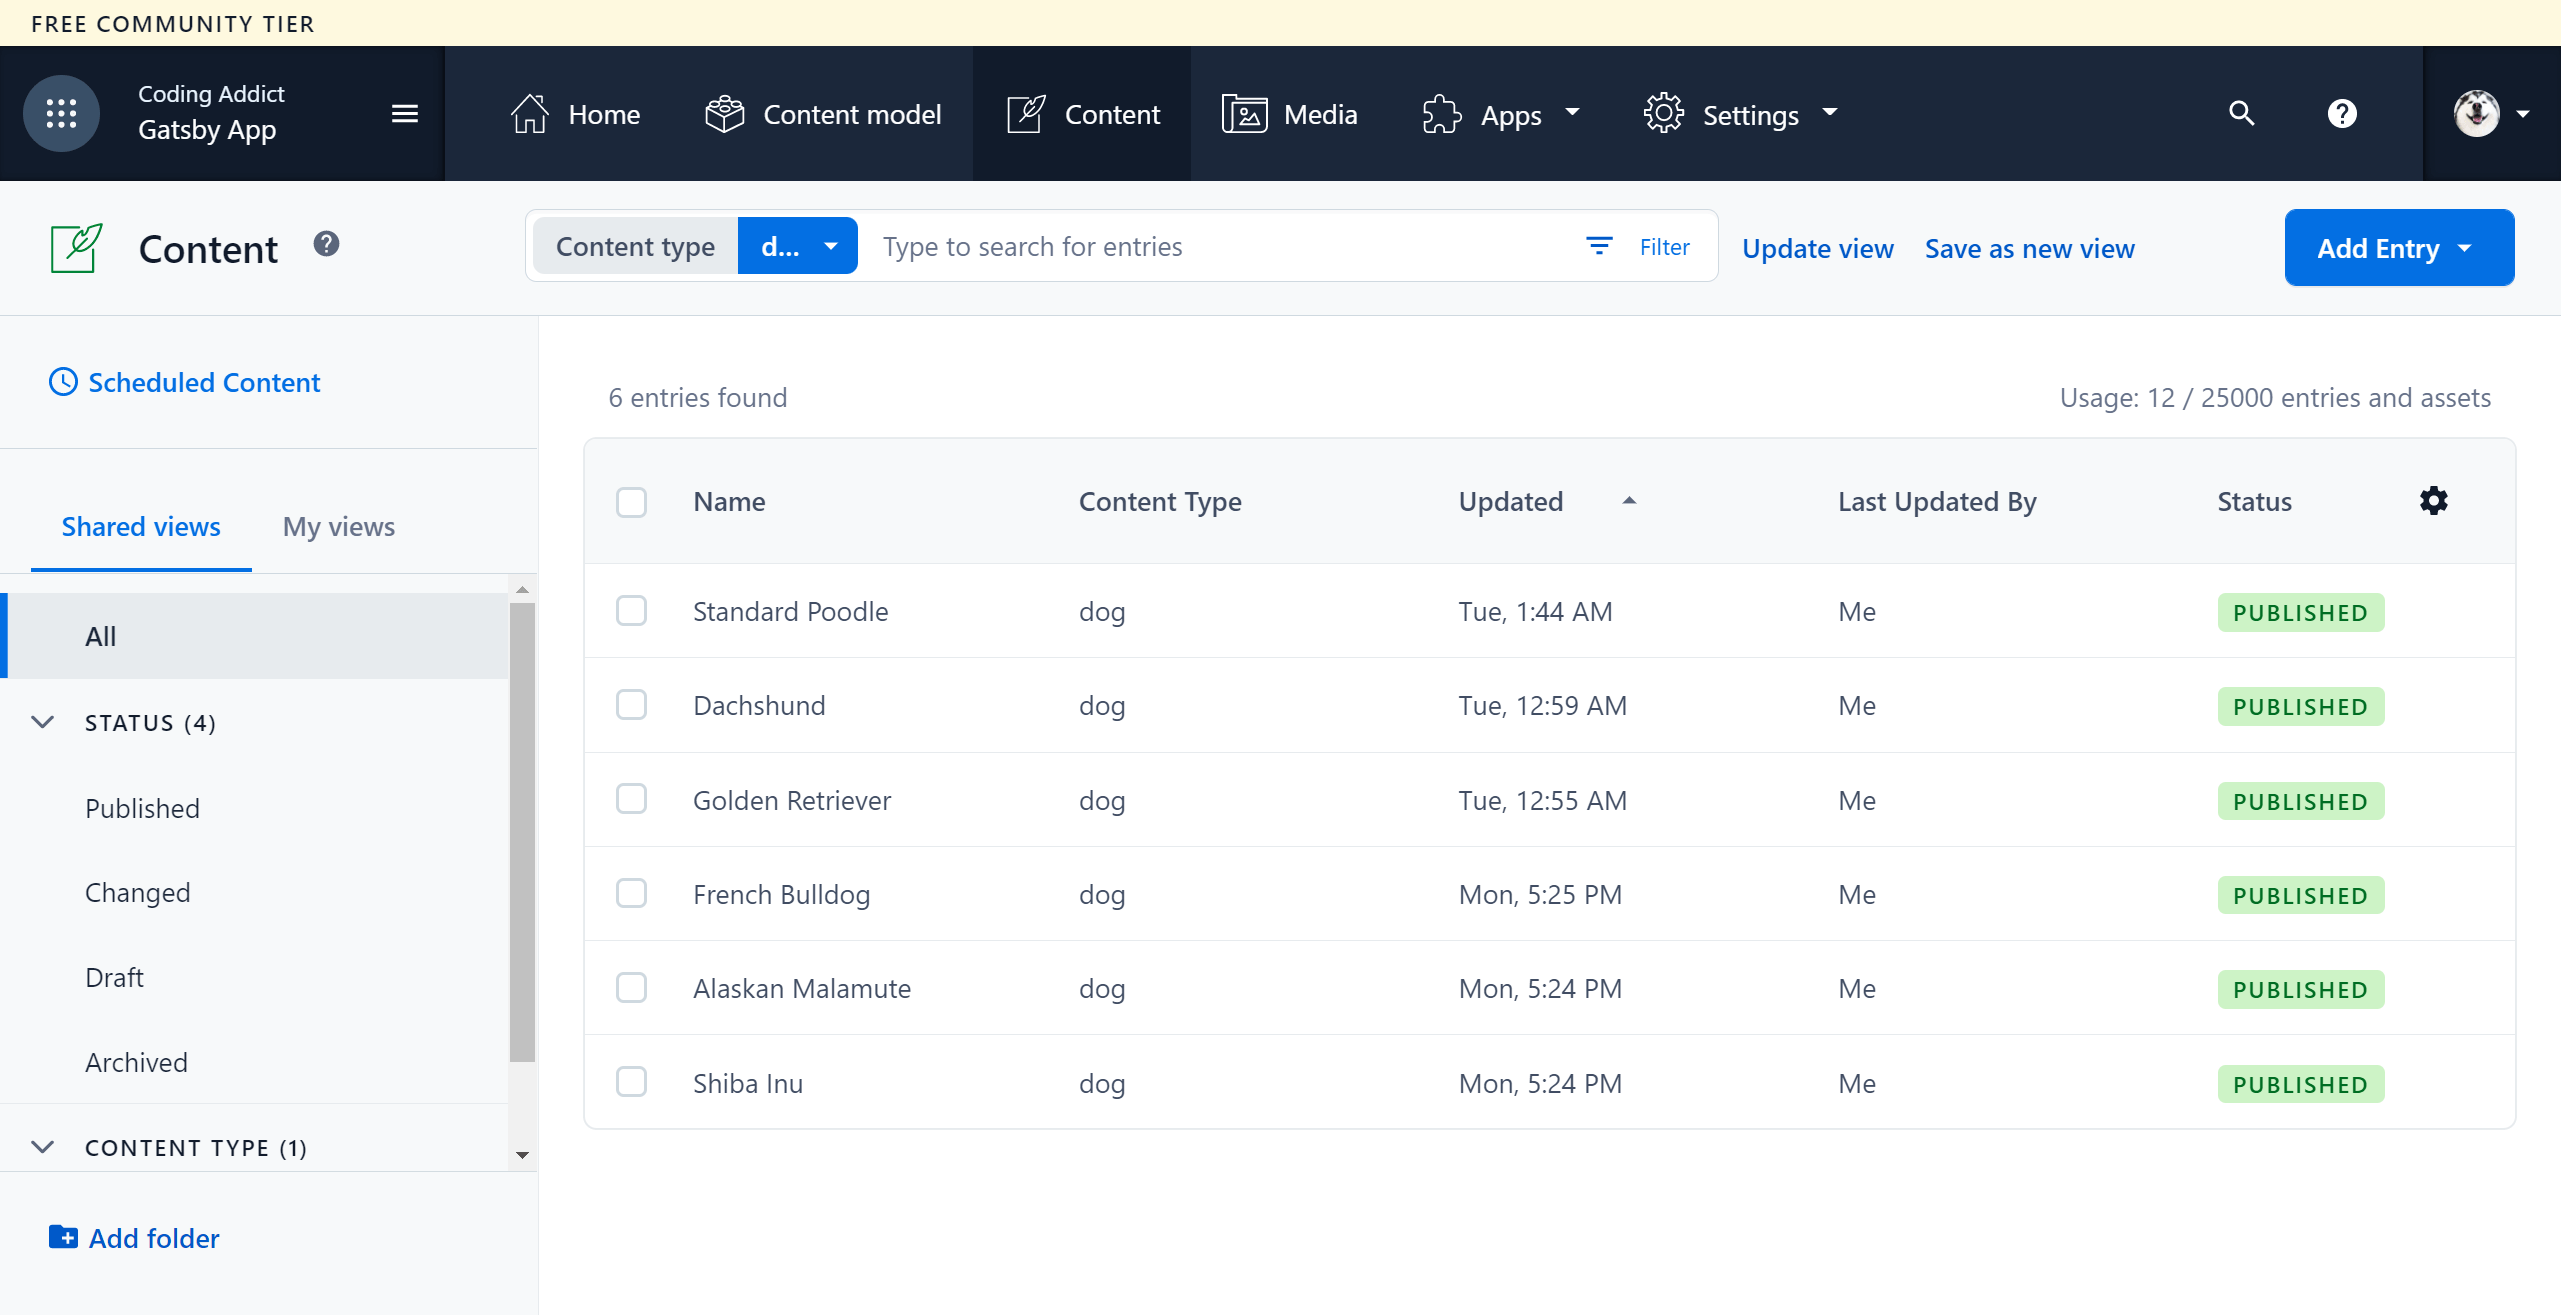 FREE COMMUNITY TIER
Coding Addict
Gatsby App
Home
Content model
Content
Media
Apps
Settings
Content
Content type
d...
Type to search for entries
Filter
Update view
Save as new view
Add Entry
Scheduled Content
Shared views
My views
All
STATUS (4)
Published
Changed
Draft
Archived
CONTENT TYPE (1)
Add folder
6 entries found
Usage: 12 / 25000 entries and assets
Name Content Type Updated Last Updated By Status
Standard Poodle dog Tue, 1:44 AM Me PUBLISHED
Dachshund dog Tue, 12:59 AM Me PUBLISHED
Golden Retriever dog Tue, 12:55 AM Me PUBLISHED
French Bulldog dog Mon, 5:25 PM Me PUBLISHED
Alaskan Malamute dog Mon, 5:24 PM Me PUBLISHED
Shiba Inu dog Mon, 5:24 PM Me PUBLISHED